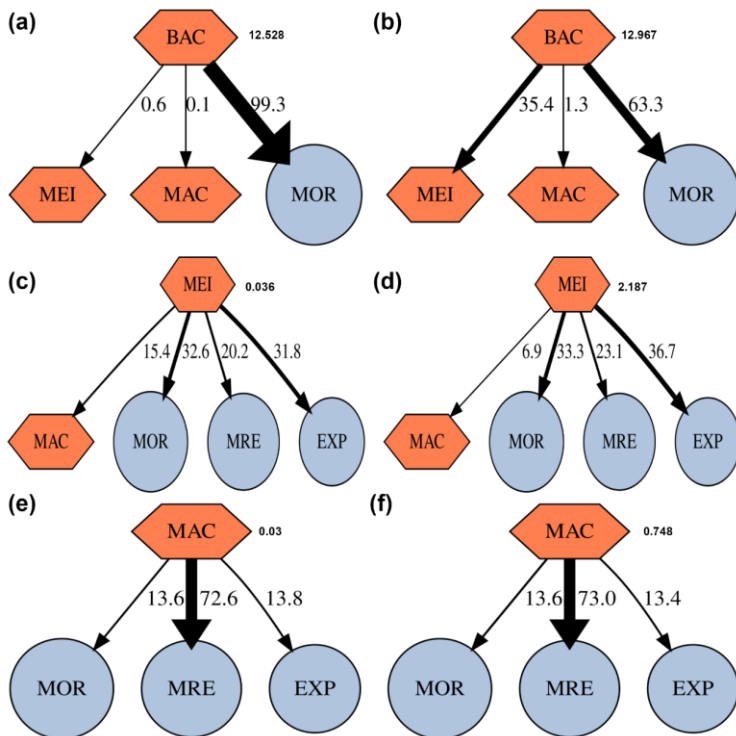 (a) BAC 12.528
0.6 0.1 99.3
MEI MAC MOR
(b) BAC 12.967
35.4 1.3 63.3
MEI MAC MOR
(c) MEI 0.036
15.4 32.6 20.2 31.8
MAC MOR MRE EXP
(d) MEI 2.187
6.9 33.3 23.1 36.7
MAC MOR MRE EXP
(e) MAC 0.03
13.6 72.6 13.8
MOR MRE EXP
(f) MAC 0.748
13.6 73.0 13.4
MOR MRE EXP